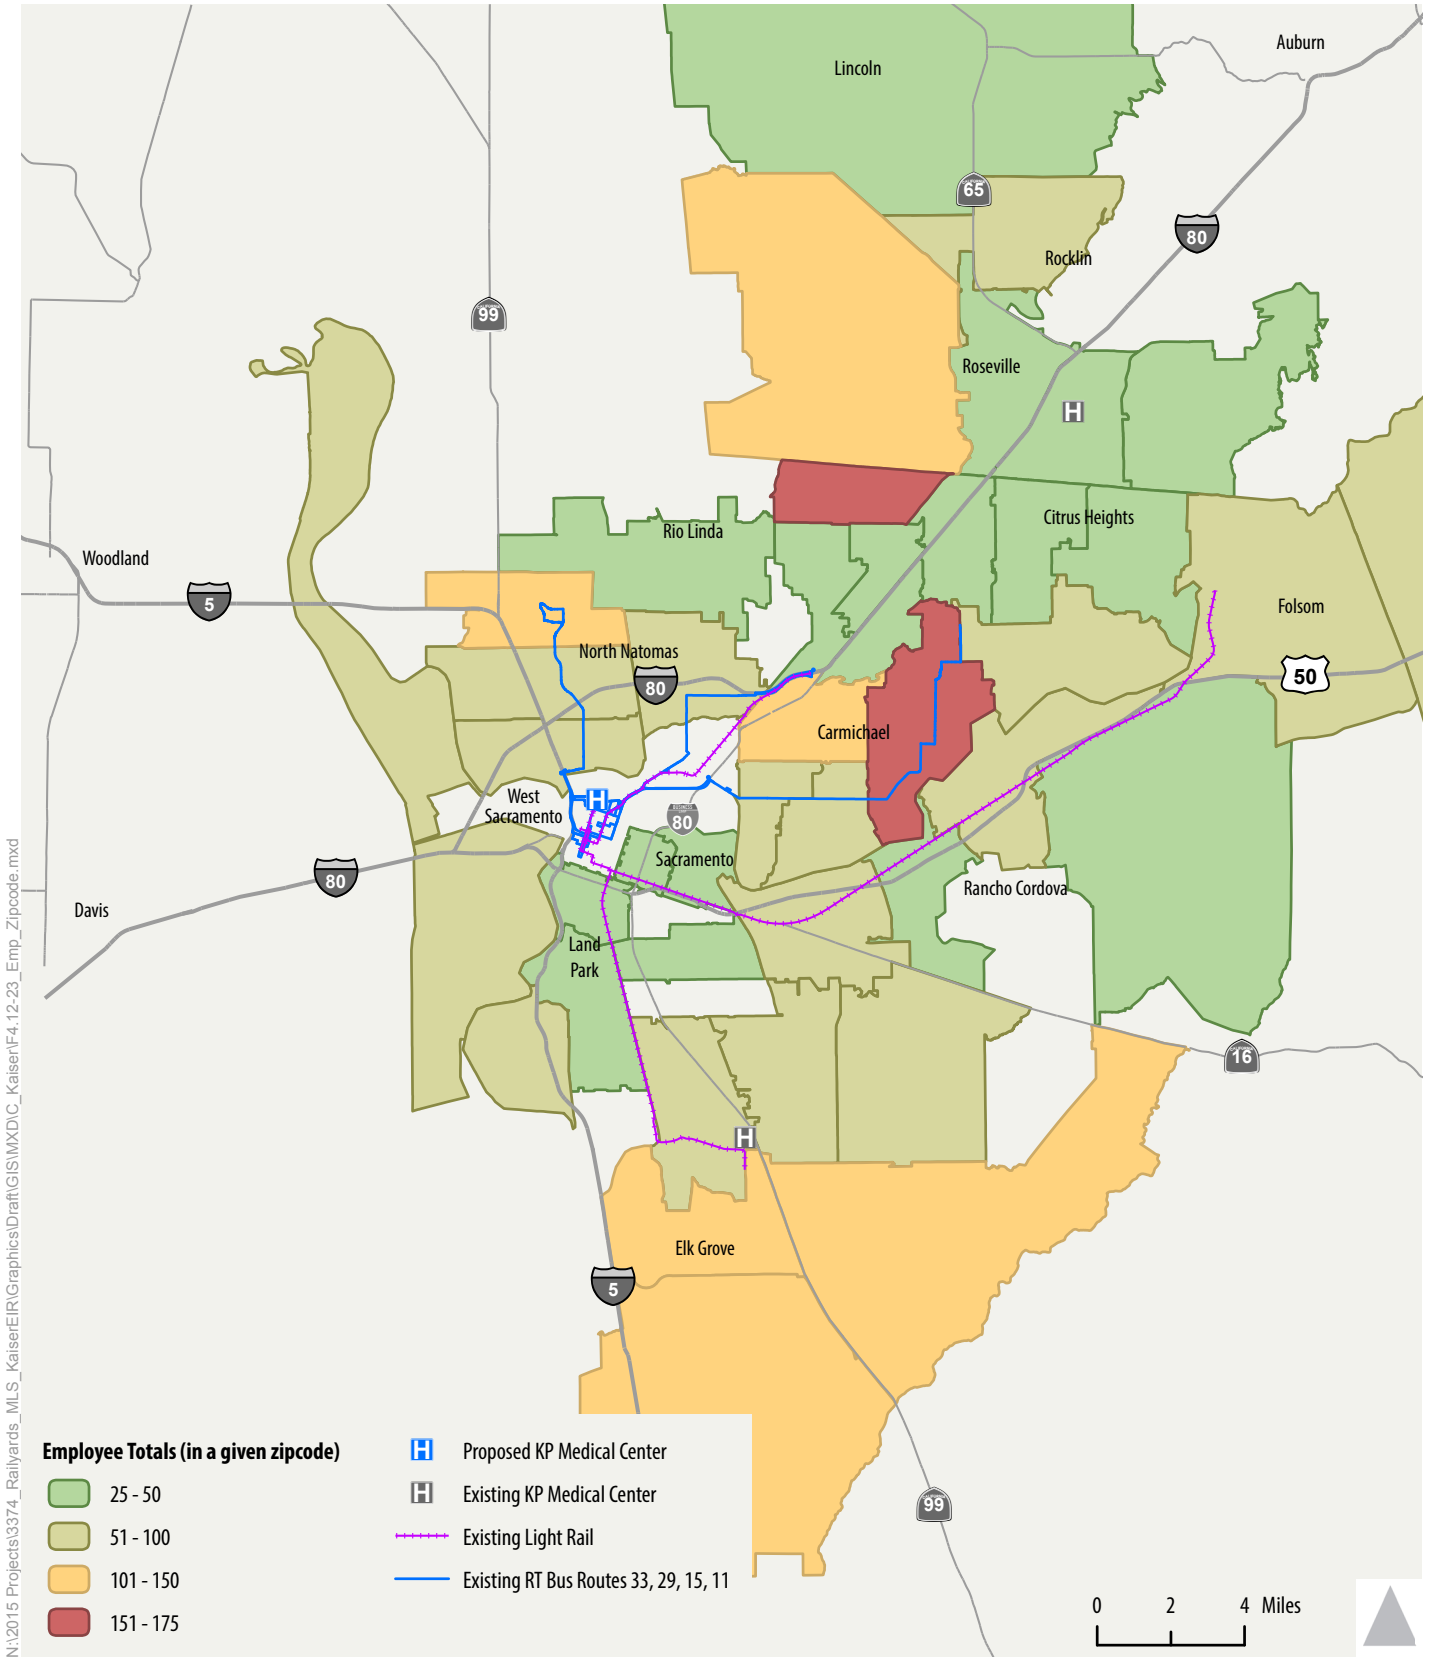 Auburn
Lincoln
65
80
Rocklin
99
Roseville
H
Citrus Heights
Rio Linda
Woodland
5
Folsom
North Natomas
80
50
Carmichael
West
Sacramento
H
80
Sacramento
80
Rancho Cordova
Davis
Land
Park
16
H
Elk Grove
5
99
Employee Totals (in a given zipcode)
25 - 50
51 - 100
101 - 150
151 - 175
H Proposed KP Medical Center
H Existing KP Medical Center
Existing Light Rail
Existing RT Bus Routes 33, 29, 15, 11
0 2 4 Miles
N:\2015 Projects\3374_Railyards_MLS_KaiserEIR\Graphics\Draft\GIS\MXD\C_Kaiser\F4.12-23_Emp_Zipcode.mxd